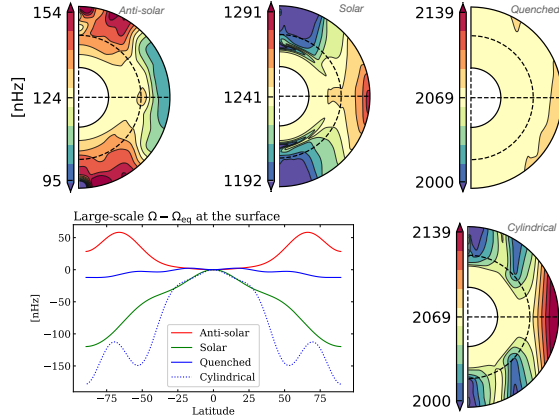 Anti-solar
154
124
95
[nHz]
Solar
1291
1241
1192
Quenched
2139
2069
2000
Large-scale Ω − Ωeq at the surface
50
0
−50
−100
−150
[nHz]
Anti-solar
Solar
Quenched
Cylindrical
−75 −50 −25 0 25 50 75
Latitude
Cylindrical
2139
2069
2000